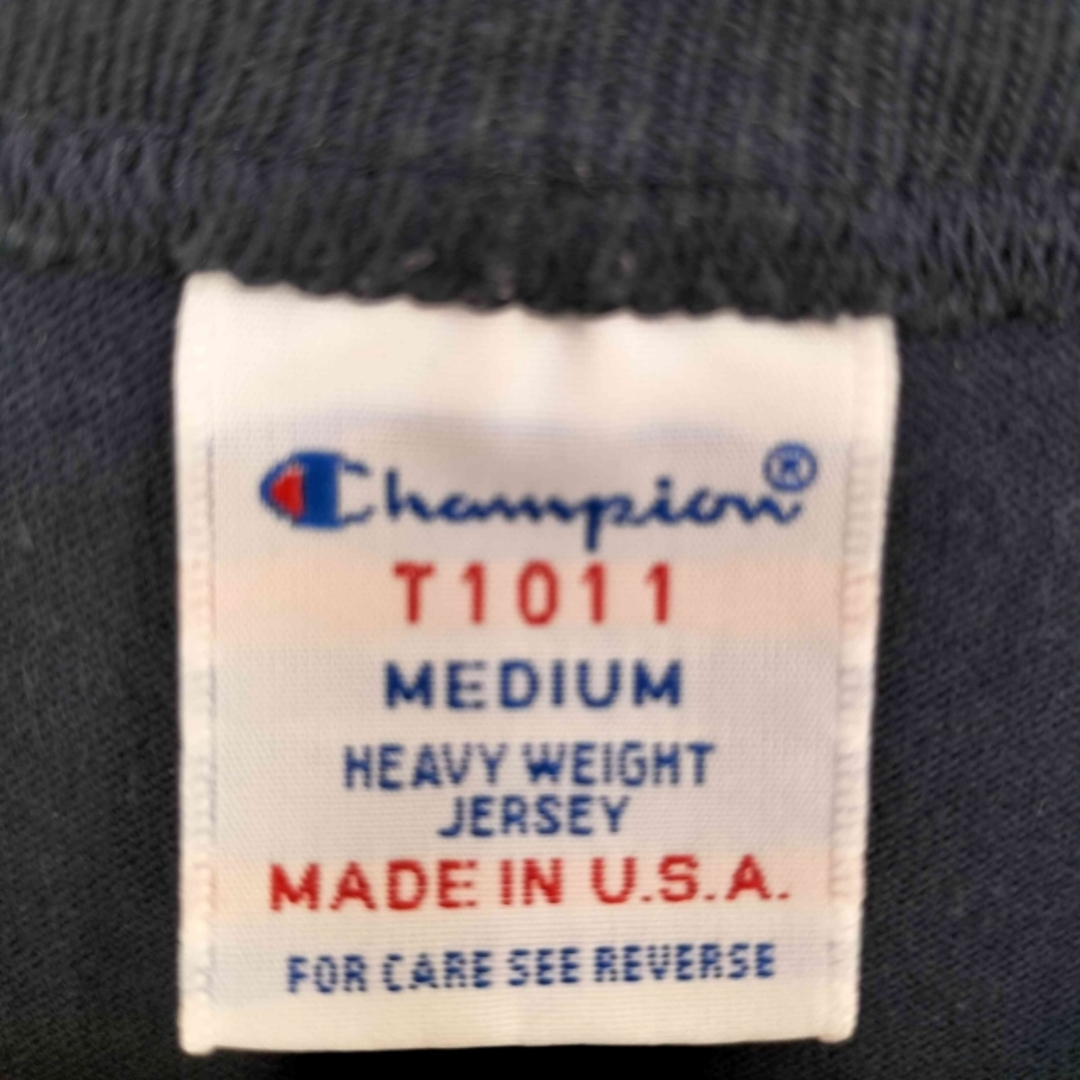 Champion®
T1011
MEDIUM
HEAVY WEIGHT
JERSEY
MADE IN U.S.A.
FOR CARE SEE REVERSE